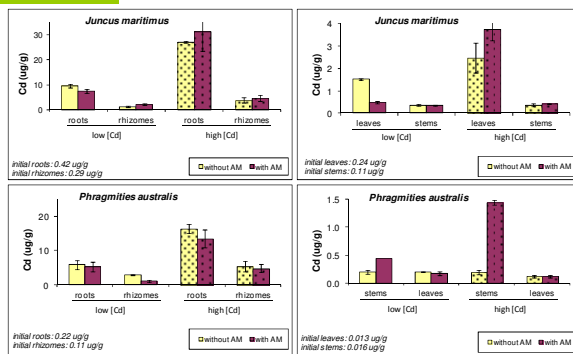 Juncus maritimus
Cd (ug/g)
30
20
10
0
roots rhizomes roots rhizomes
low [Cd] high [Cd]
initial roots: 0.42 ug/g
initial rhizomes: 0.29 ug/g
without AM with AM
Juncus maritimus
Cd (ug/g)
4
3
2
1
0
leaves stems leaves stems
low [Cd] high [Cd]
initial leaves: 0.24 ug/g
initial stems: 0.11 ug/g
without AM with AM
Phragmities australis
Cd (ug/g)
20
10
0
roots rhizomes roots rhizomes
low [Cd] high [Cd]
initial roots: 0.22 ug/g
initial rhizomes: 0.11 ug/g
without AM with AM
Phragmities australis
Cd (ug/g)
1.5
1.0
0.5
0.0
stems leaves stems leaves
low [Cd] high [Cd]
initial leaves: 0.013 ug/g
initial stems: 0.016 ug/g
without AM with AM